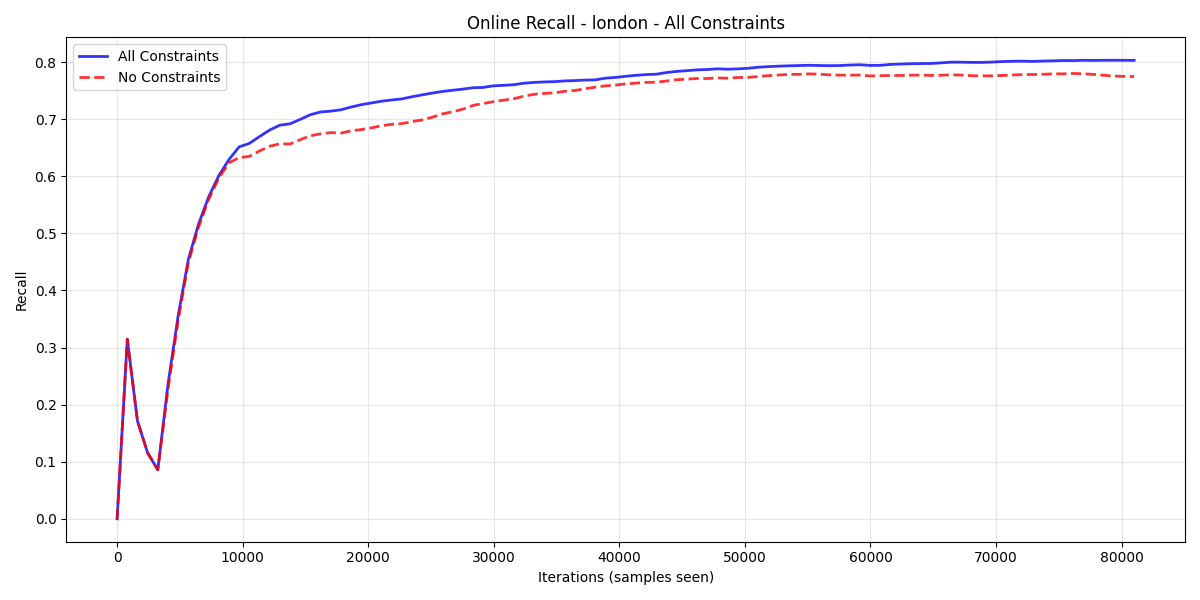 Online Recall - london - All Constraints
All Constraints
No Constraints
Recall
0.8
0.7
0.6
0.5
0.4
0.3
0.2
0.1
0.0
0 10000 20000 30000 40000 50000 60000 70000 80000
Iterations (samples seen)